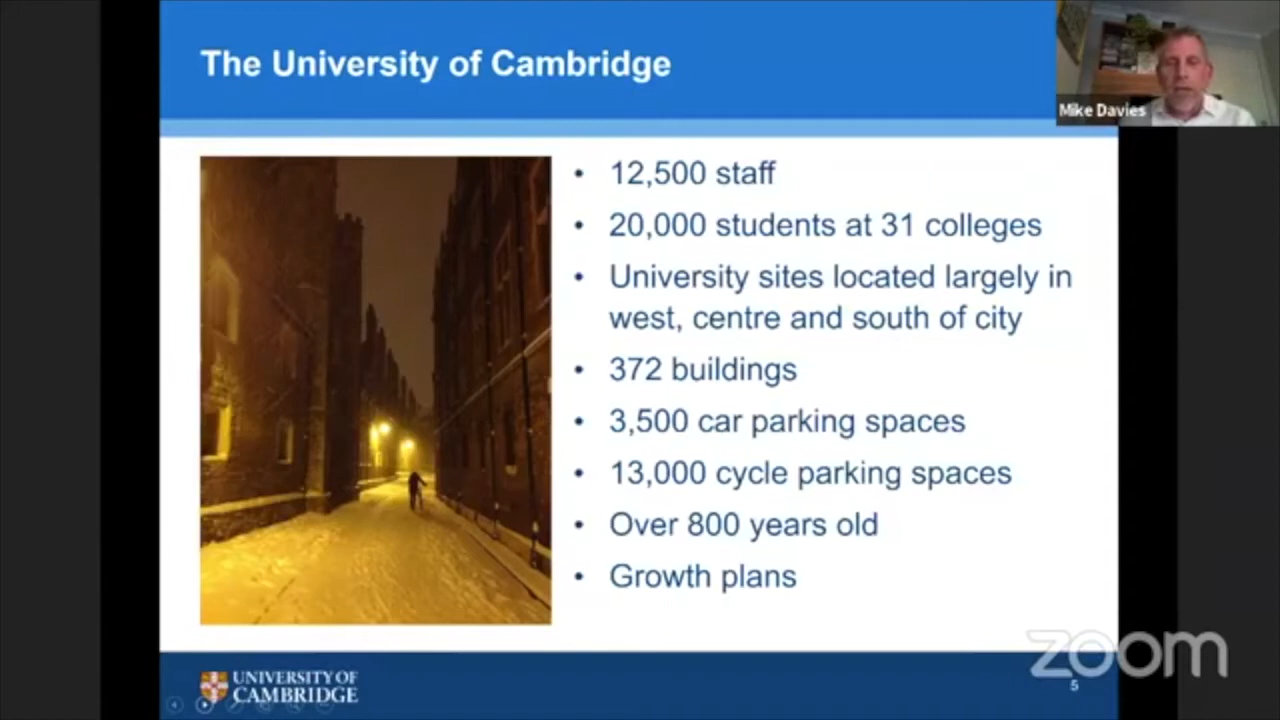 The University of Cambridge
Mike Davies
• 12,500 staff
• 20,000 students at 31 colleges
• University sites located largely in
west, centre and south of city
• 372 buildings
• 3,500 car parking spaces
• 13,000 cycle parking spaces
• Over 800 years old
• Growth plans
UNIVERSITY OF
CAMBRIDGE
zoom
5